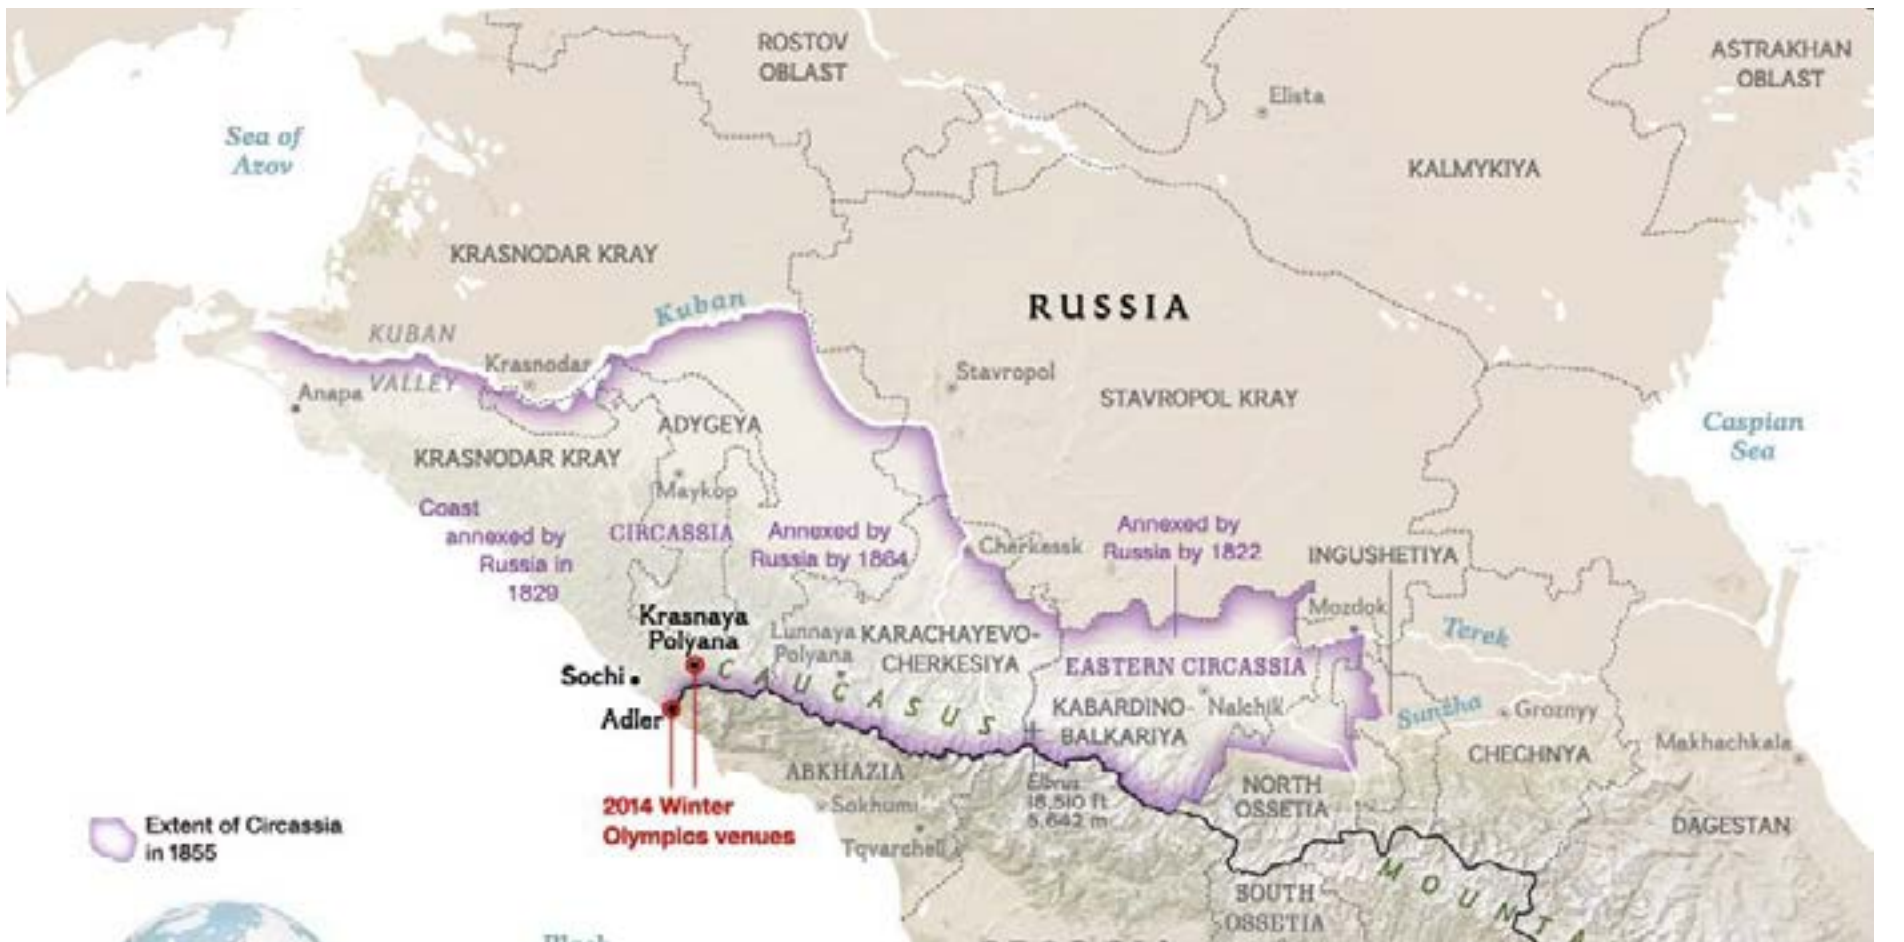 ROSTOV
OBLAST
ASTRAKHAN
OBLAST
Elista
Sea of
Azov
KALMYKIYA
KRASNODAR KRAY
Kuban
RUSSIA
KUBAN
VALLEY
Krasnodar
Stavropol
Anapa
STAVROPOL KRAY
ADYGEYA
Caspian
Sea
KRASNODAR KRAY
Maykop
Coast
annexed by
Russia in
1829
CIRCASSIA
Annexed by
Russia by 1864
Annexed by
Russia by 1822
Cherkessk
INGUSHETIYA
Mozdok
Krasnaya
Polyana
Lunnaya
Polyana
KARACHAYEVO-
CHERKESIYA
Terek
EASTERN CIRCASSIA
Sochi
CAUCASUS
Adler
KABARDINO-
BALKARIYA
Nalchik
Sunzha
Groznyy
CHECHNYA
Makhachkala
ABKHAZIA
Elbrus
18,510 ft
5,642 m
NORTH
OSSETIA
2014 Winter
Olympics venues
Sokhumi
Tqvarcheli
DAGESTAN
Extent of Circassia
in 1855
MOUNTA
SOUTH
OSSETIA